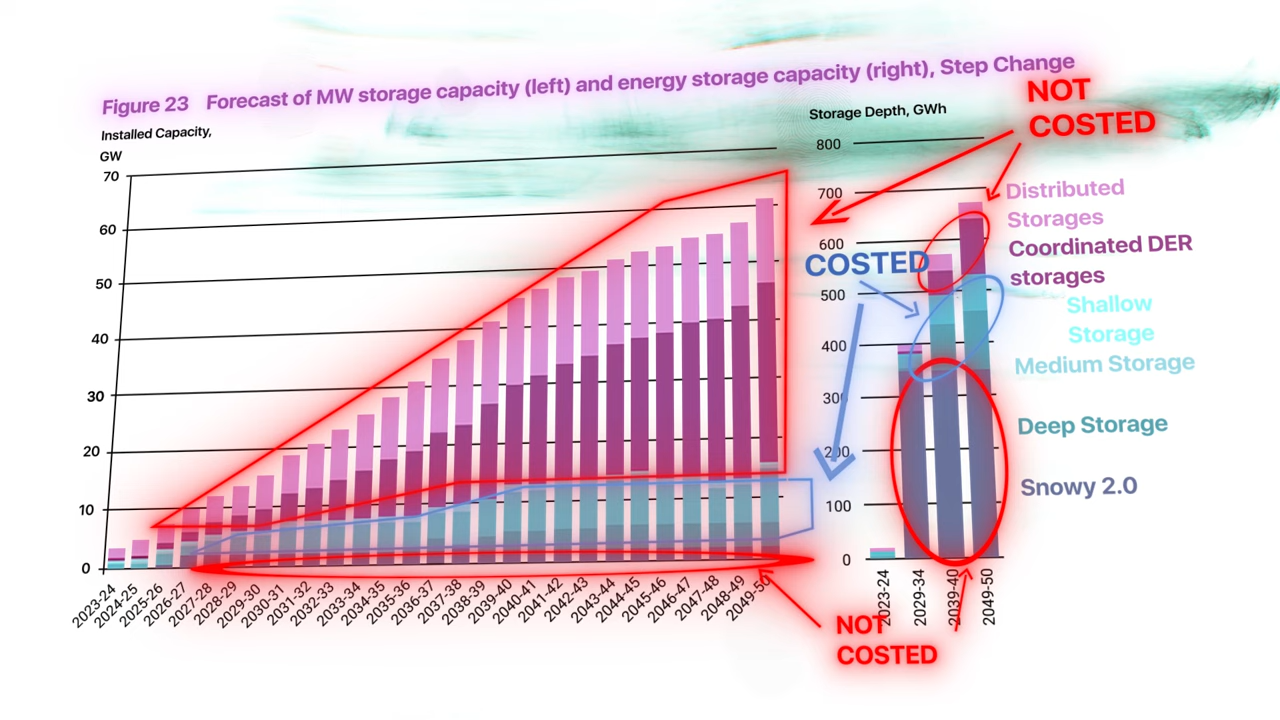 Figure 23 Forecast of MW storage capacity (left) and energy storage capacity (right), Step Change
Installed Capacity,
GW
70
60
50
40
30
20
10
0
2023-24
2024-25
2025-26
2026-27
2027-28
2028-29
2029-30
2030-31
2031-32
2032-33
2033-34
2034-35
2035-36
2036-37
2037-38
2038-39
2039-40
2040-41
2041-42
2042-43
2043-44
2044-45
2045-46
2046-47
2047-48
2048-49
2049-50
Storage Depth, GWh
800
700
600
500
400
300
200
100
0
2023-24
2029-34
2039-40
2049-50
NOT
COSTED
COSTED
Distributed
Storages
Coordinated DER
storages
Shallow
Storage
Medium Storage
Deep Storage
Snowy 2.0
NOT
COSTED